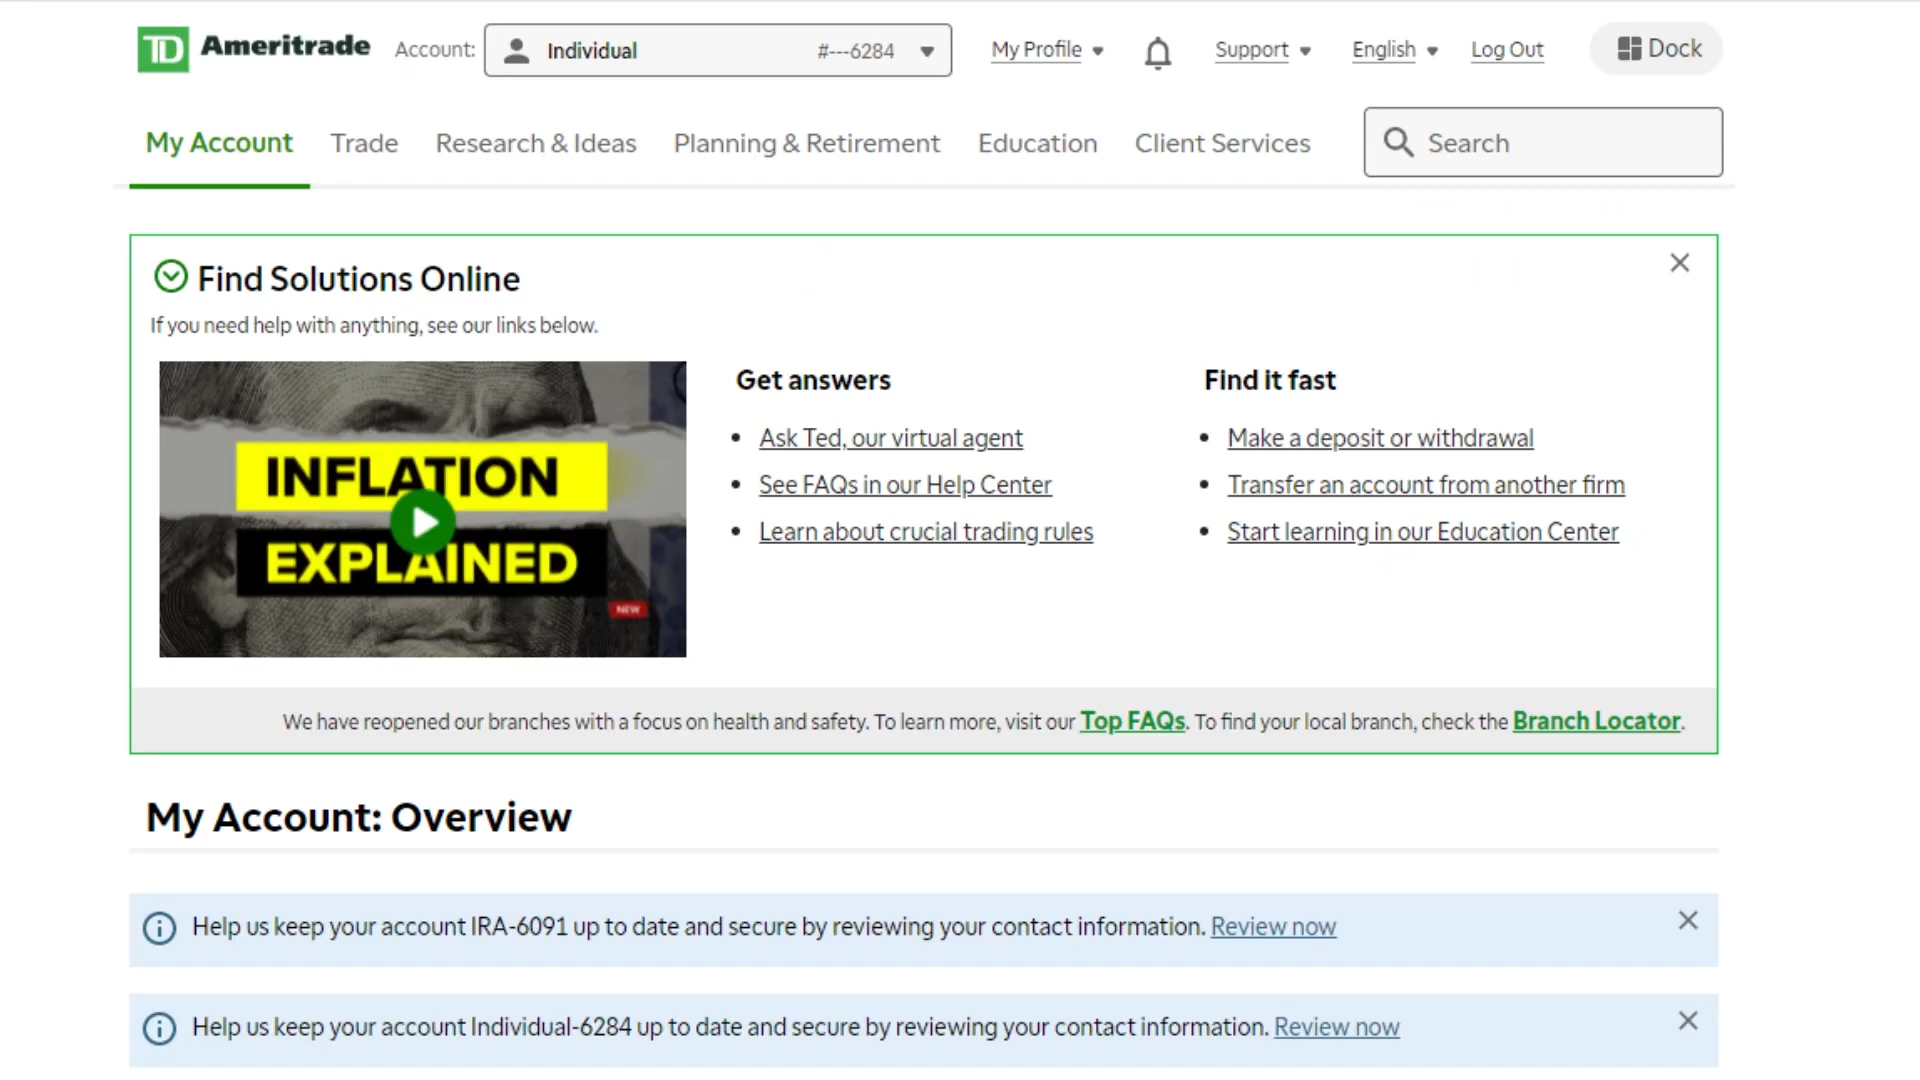 TD Ameritrade Account: Individual #---6284 My Profile Support English Log Out Dock
My Account Trade Research & Ideas Planning & Retirement Education Client Services Search
Find Solutions Online
If you need help with anything, see our links below.
INFLATION
EXPLAINED
NEW
Get answers
Ask Ted, our virtual agent
See FAQs in our Help Center
Learn about crucial trading rules
Find it fast
Make a deposit or withdrawal
Transfer an account from another firm
Start learning in our Education Center
We have reopened our branches with a focus on health and safety. To learn more, visit our Top FAQs. To find your local branch, check the Branch Locator.
My Account: Overview
Help us keep your account IRA-6091 up to date and secure by reviewing your contact information. Review now
Help us keep your account Individual-6284 up to date and secure by reviewing your contact information. Review now